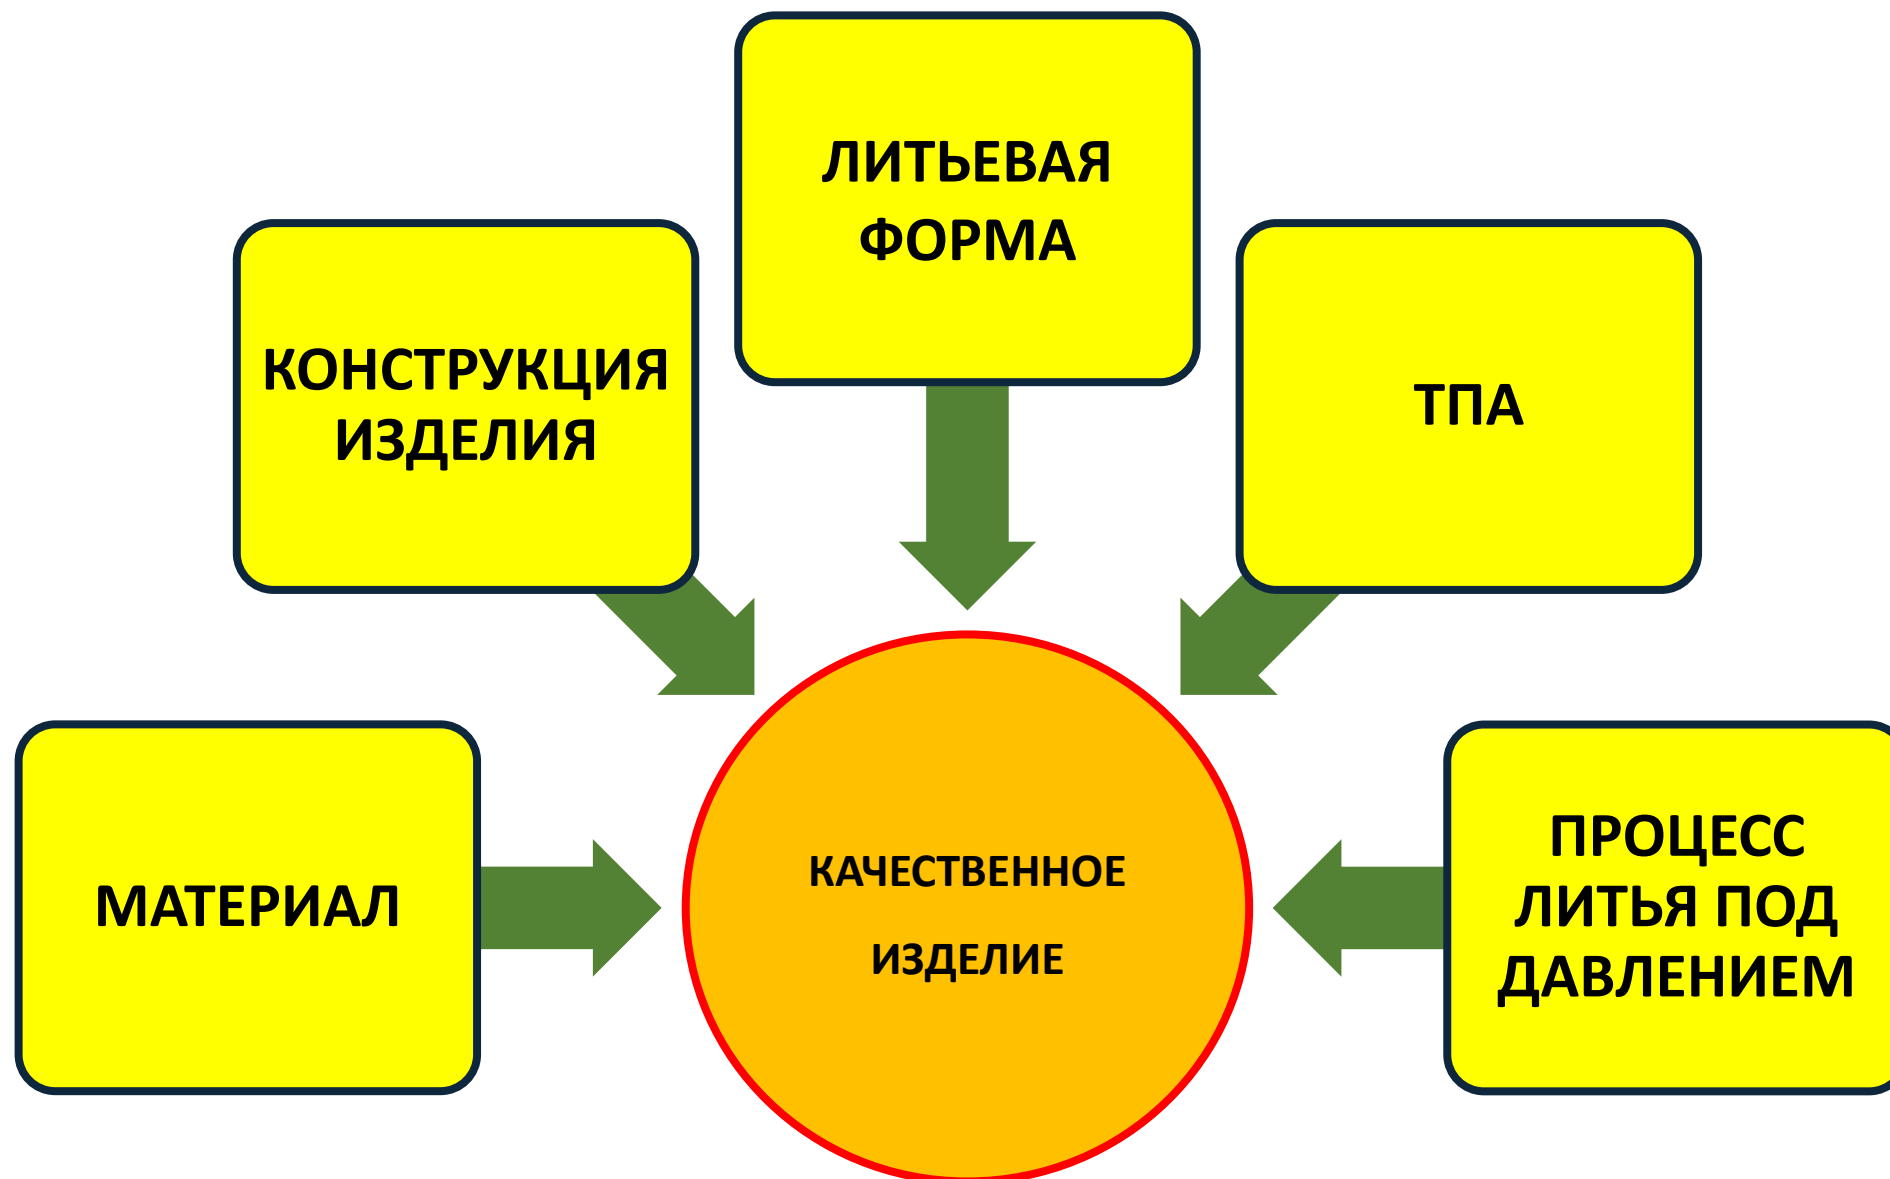 ЛИТЬЕВАЯ
ФОРМА
КОНСТРУКЦИЯ
ИЗДЕЛИЯ
ТПА
МАТЕРИАЛ
КАЧЕСТВЕННОЕ
ИЗДЕЛИЕ
ПРОЦЕСС
ЛИТЬЯ ПОД
ДАВЛЕНИЕМ